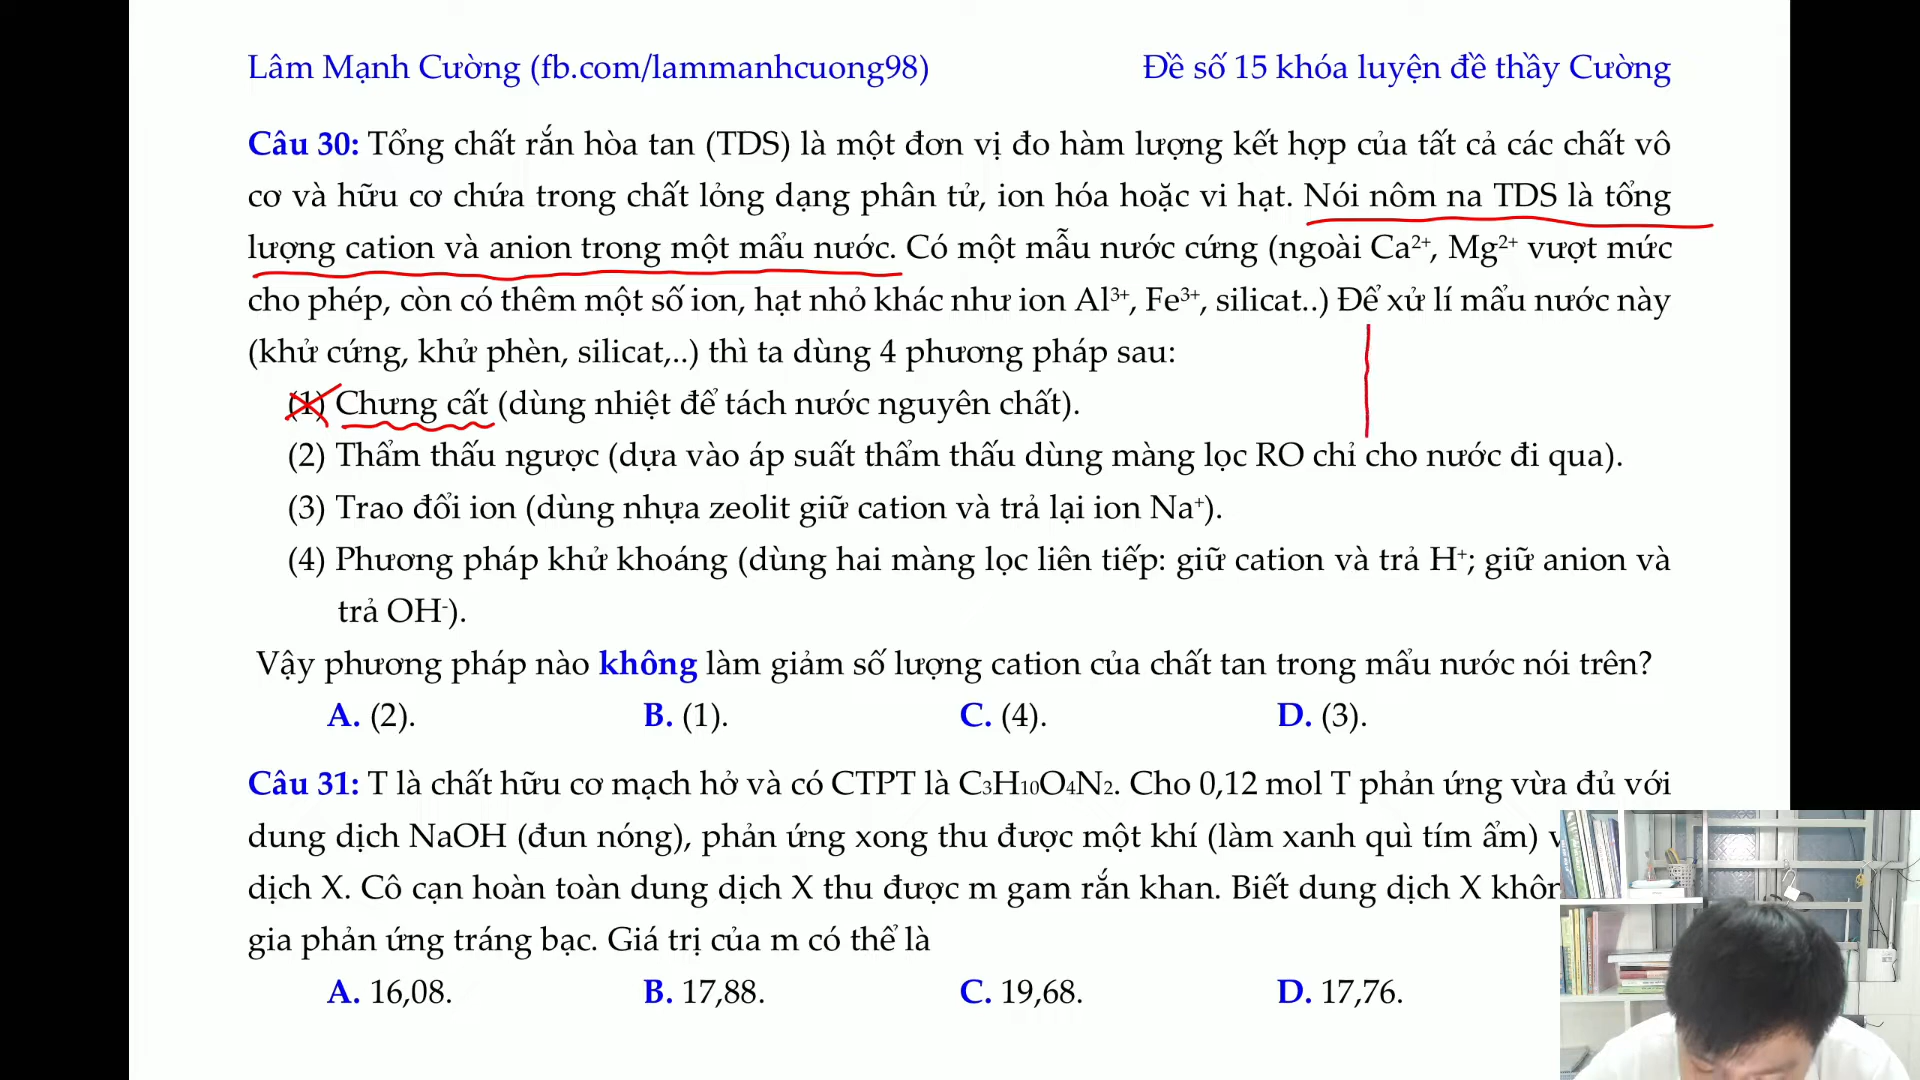 Lâm Mạnh Cường (fb.com/lammanhcuong98) Đề số 15 khóa luyện đề thầy Cường
Câu 30: Tổng chất rắn hòa tan (TDS) là một đơn vị đo hàm lượng kết hợp của tất cả các chất vô
cơ và hữu cơ chứa trong chất lỏng dạng phân tử, ion hóa hoặc vi hạt. Nói nôm na TDS là tổng
lượng cation và anion trong một mẩu nước. Có một mẫu nước cứng (ngoài Ca²⁺, Mg²⁺ vượt mức
cho phép, còn có thêm một số ion, hạt nhỏ khác như ion Al³⁺, Fe³⁺, silicat..) Để xử lí mẩu nước này
(khử cứng, khử phèn, silicat,..) thì ta dùng 4 phương pháp sau:
(1) Chưng cất (dùng nhiệt để tách nước nguyên chất).
(2) Thẩm thấu ngược (dựa vào áp suất thẩm thấu dùng màng lọc RO chỉ cho nước đi qua).
(3) Trao đổi ion (dùng nhựa zeolit giữ cation và trả lại ion Na⁺).
(4) Phương pháp khử khoáng (dùng hai màng lọc liên tiếp: giữ cation và trả H⁺; giữ anion và
trả OH⁻).
Vậy phương pháp nào không làm giảm số lượng cation của chất tan trong mẩu nước nói trên?
A. (2). B. (1). C. (4). D. (3).
Câu 31: T là chất hữu cơ mạch hở và có CTPT là C₃H₁₀O₄N₂. Cho 0,12 mol T phản ứng vừa đủ với
dung dịch NaOH (đun nóng), phản ứng xong thu được một khí (làm xanh quì tím ẩm)
dịch X. Cô cạn hoàn toàn dung dịch X thu được m gam rắn khan. Biết dung dịch X
gia phản ứng tráng bạc. Giá trị của m có thể là
A. 16,08. B. 17,88. C. 19,68. D. 17,76.